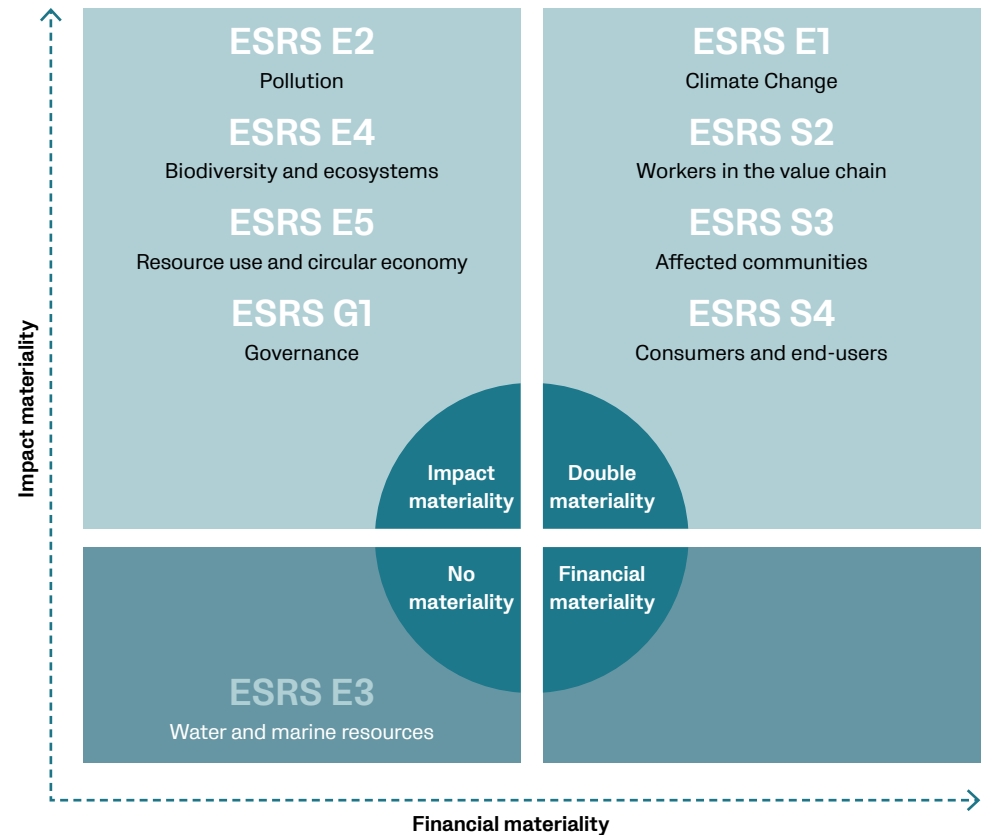 ESRS E2
Pollution
ESRS E4
Biodiversity and ecosystems
ESRS E5
Resource use and circular economy
ESRS G1
Governance
ESRS E1
Climate Change
ESRS S2
Workers in the value chain
ESRS S3
Affected communities
ESRS S4
Consumers and end-users
Impact materiality
Impact
materiality
Double
materiality
No
materiality
Financial
materiality
ESRS E3
Water and marine resources
Financial materiality